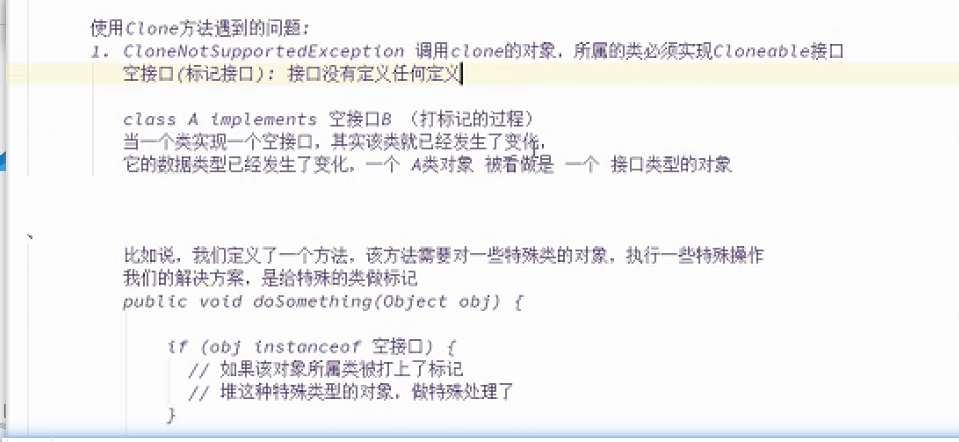 使用Clone方法遇到的问题:
1. CloneNotSupportedException 调用clone的对象，所属的类必须实现Cloneable接口
空接口(标记接口): 接口没有定义任何定义
class A implements 空接口B （打标记的过程）
当一个类实现一个空接口，其实该类就已经发生了变化，
它的数据类型已经发生了变化，一个 A类对象 被看做是 一个 接口类型的对象
、
比如说，我们定义了一个方法，该方法需要对一些特殊类的对象，执行一些特殊操作
我们的解决方案，是给特殊的类做标记
public void doSomething(Object obj) {
if (obj instanceof 空接口) {
// 如果该对象所属类被打上了标记
// 堆这种特殊类型的对象，做特殊处理了
}